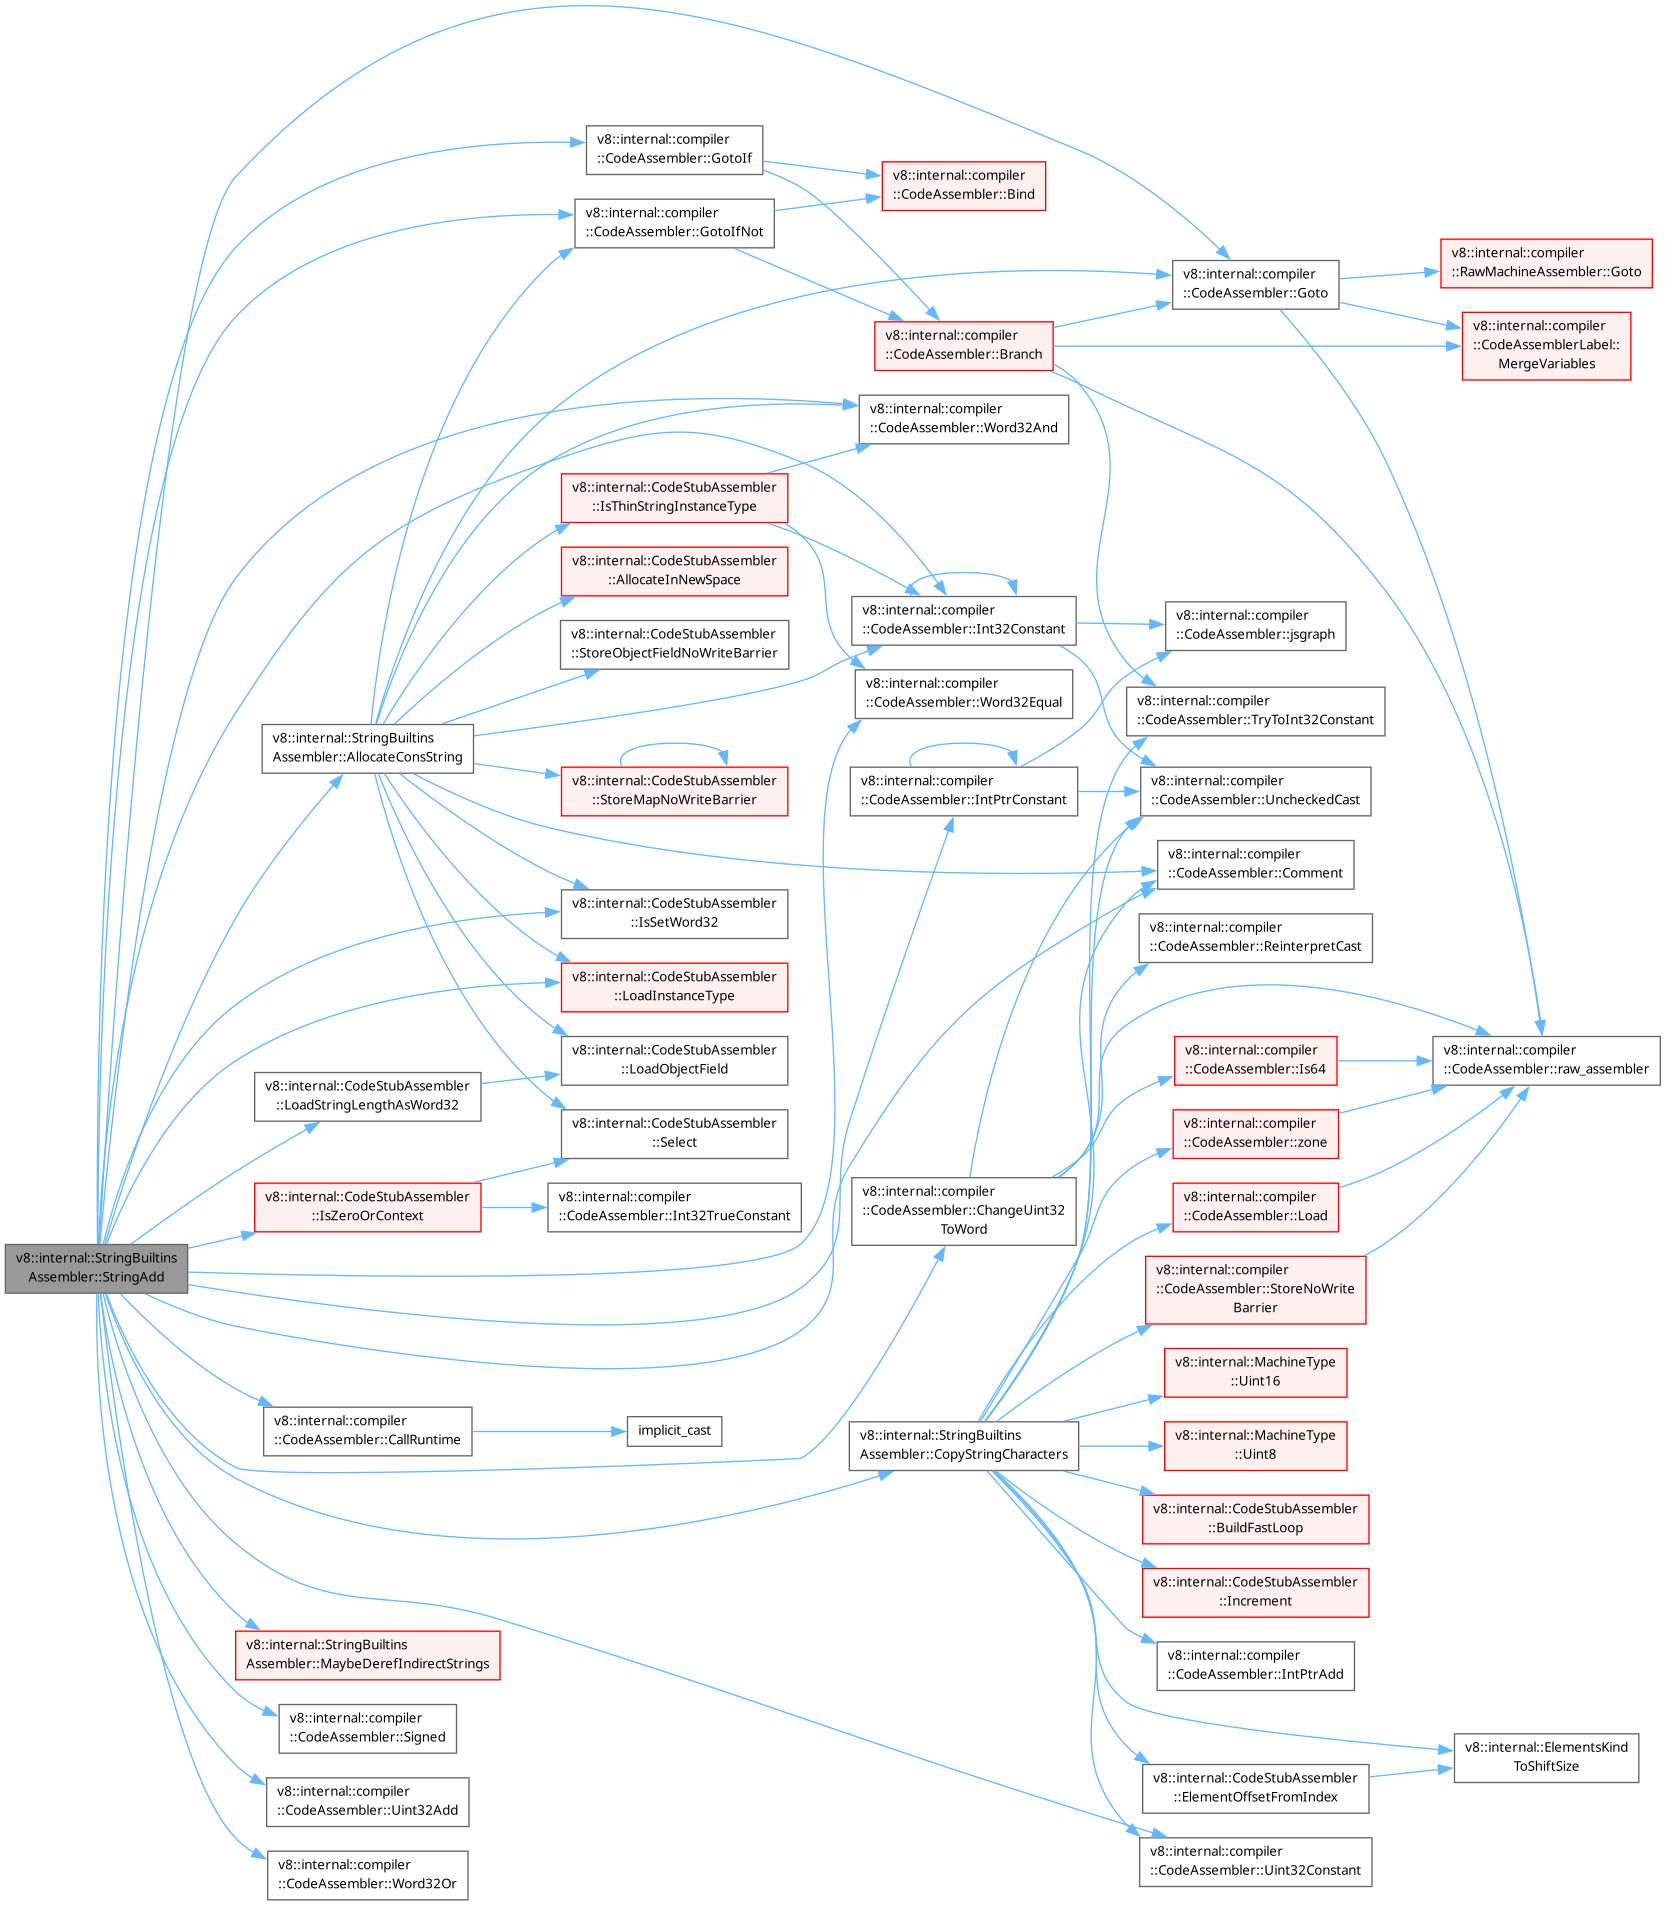 v8::internal::compiler
::CodeAssembler::GotoIf
v8::internal::compiler
::CodeAssembler::Bind
v8::internal::compiler
::CodeAssembler::GotoIfNot
v8::internal::compiler
::RawMachineAssembler::Goto
v8::internal::compiler
::CodeAssembler::Goto
v8::internal::compiler
::CodeAssemblerLabel::
MergeVariables
v8::internal::compiler
::CodeAssembler::Branch
v8::internal::compiler
::CodeAssembler::Word32And
v8::internal::CodeStubAssembler
::IsThinStringInstanceType
v8::internal::CodeStubAssembler
::AllocateInNewSpace
v8::internal::compiler
::CodeAssembler::Int32Constant
v8::internal::compiler
::CodeAssembler::jsgraph
v8::internal::CodeStubAssembler
::StoreObjectFieldNoWriteBarrier
v8::internal::compiler
::CodeAssembler::Word32Equal
v8::internal::compiler
::CodeAssembler::TryToInt32Constant
v8::internal::StringBuiltins
Assembler::AllocateConsString
v8::internal::CodeStubAssembler
::StoreMapNoWriteBarrier
v8::internal::compiler
::CodeAssembler::IntPtrConstant
v8::internal::compiler
::CodeAssembler::UncheckedCast
v8::internal::compiler
::CodeAssembler::Comment
v8::internal::CodeStubAssembler
::IsSetWord32
v8::internal::compiler
::CodeAssembler::ReinterpretCast
v8::internal::CodeStubAssembler
::LoadInstanceType
v8::internal::CodeStubAssembler
::LoadObjectField
v8::internal::compiler
::CodeAssembler::Is64
v8::internal::compiler
::CodeAssembler::raw_assembler
v8::internal::CodeStubAssembler
::LoadStringLengthAsWord32
v8::internal::CodeStubAssembler
::Select
v8::internal::compiler
::CodeAssembler::zone
v8::internal::CodeStubAssembler
::IsZeroOrContext
v8::internal::compiler
::CodeAssembler::Int32TrueConstant
v8::internal::compiler
::CodeAssembler::ChangeUint32
ToWord
v8::internal::compiler
::CodeAssembler::Load
v8::internal::StringBuiltins
Assembler::StringAdd
v8::internal::compiler
::CodeAssembler::StoreNoWrite
Barrier
v8::internal::MachineType
::Uint16
v8::internal::compiler
::CodeAssembler::CallRuntime
implicit_cast
v8::internal::StringBuiltins
Assembler::CopyStringCharacters
v8::internal::MachineType
::Uint8
v8::internal::CodeStubAssembler
::BuildFastLoop
v8::internal::CodeStubAssembler
::Increment
v8::internal::StringBuiltins
Assembler::MaybeDerefIndirectStrings
v8::internal::compiler
::CodeAssembler::IntPtrAdd
v8::internal::compiler
::CodeAssembler::Signed
v8::internal::ElementsKind
ToShiftSize
v8::internal::compiler
::CodeAssembler::Uint32Add
v8::internal::CodeStubAssembler
::ElementOffsetFromIndex
v8::internal::compiler
::CodeAssembler::Word32Or
v8::internal::compiler
::CodeAssembler::Uint32Constant